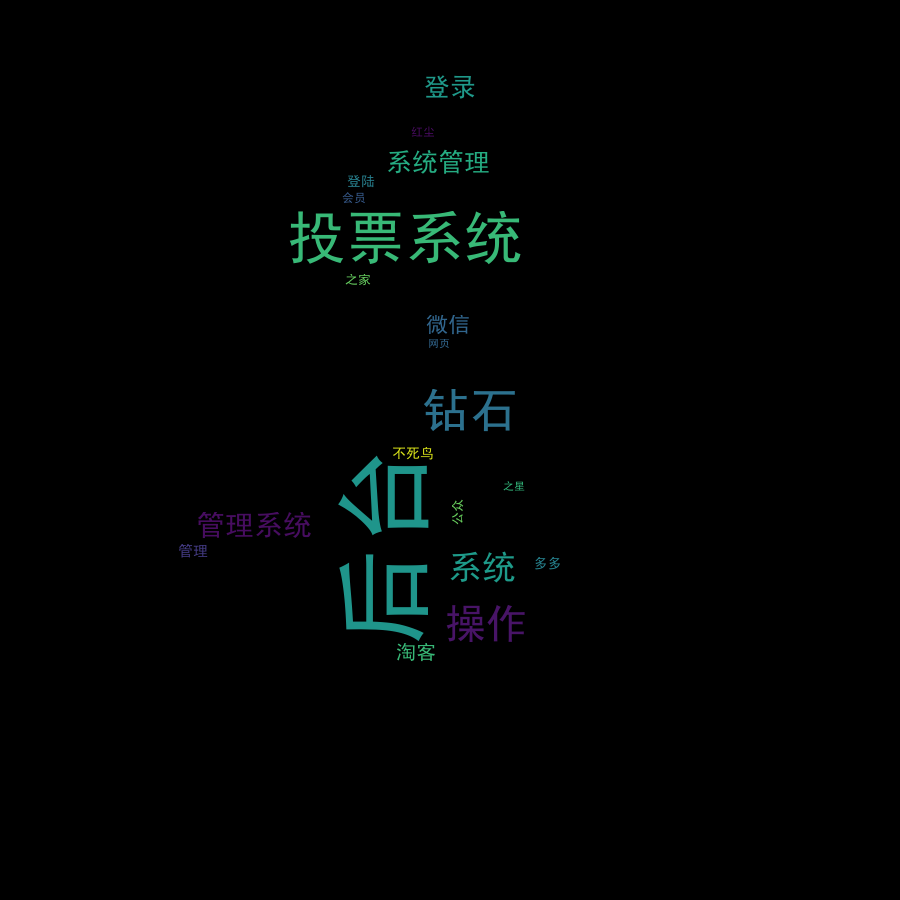 登录
红尘
系统管理
登陆
会员
投票系统
之家
微信
网页
钻石
不死鸟
后台
之星
公众
管理系统
管理
系统
多多
操作
淘客